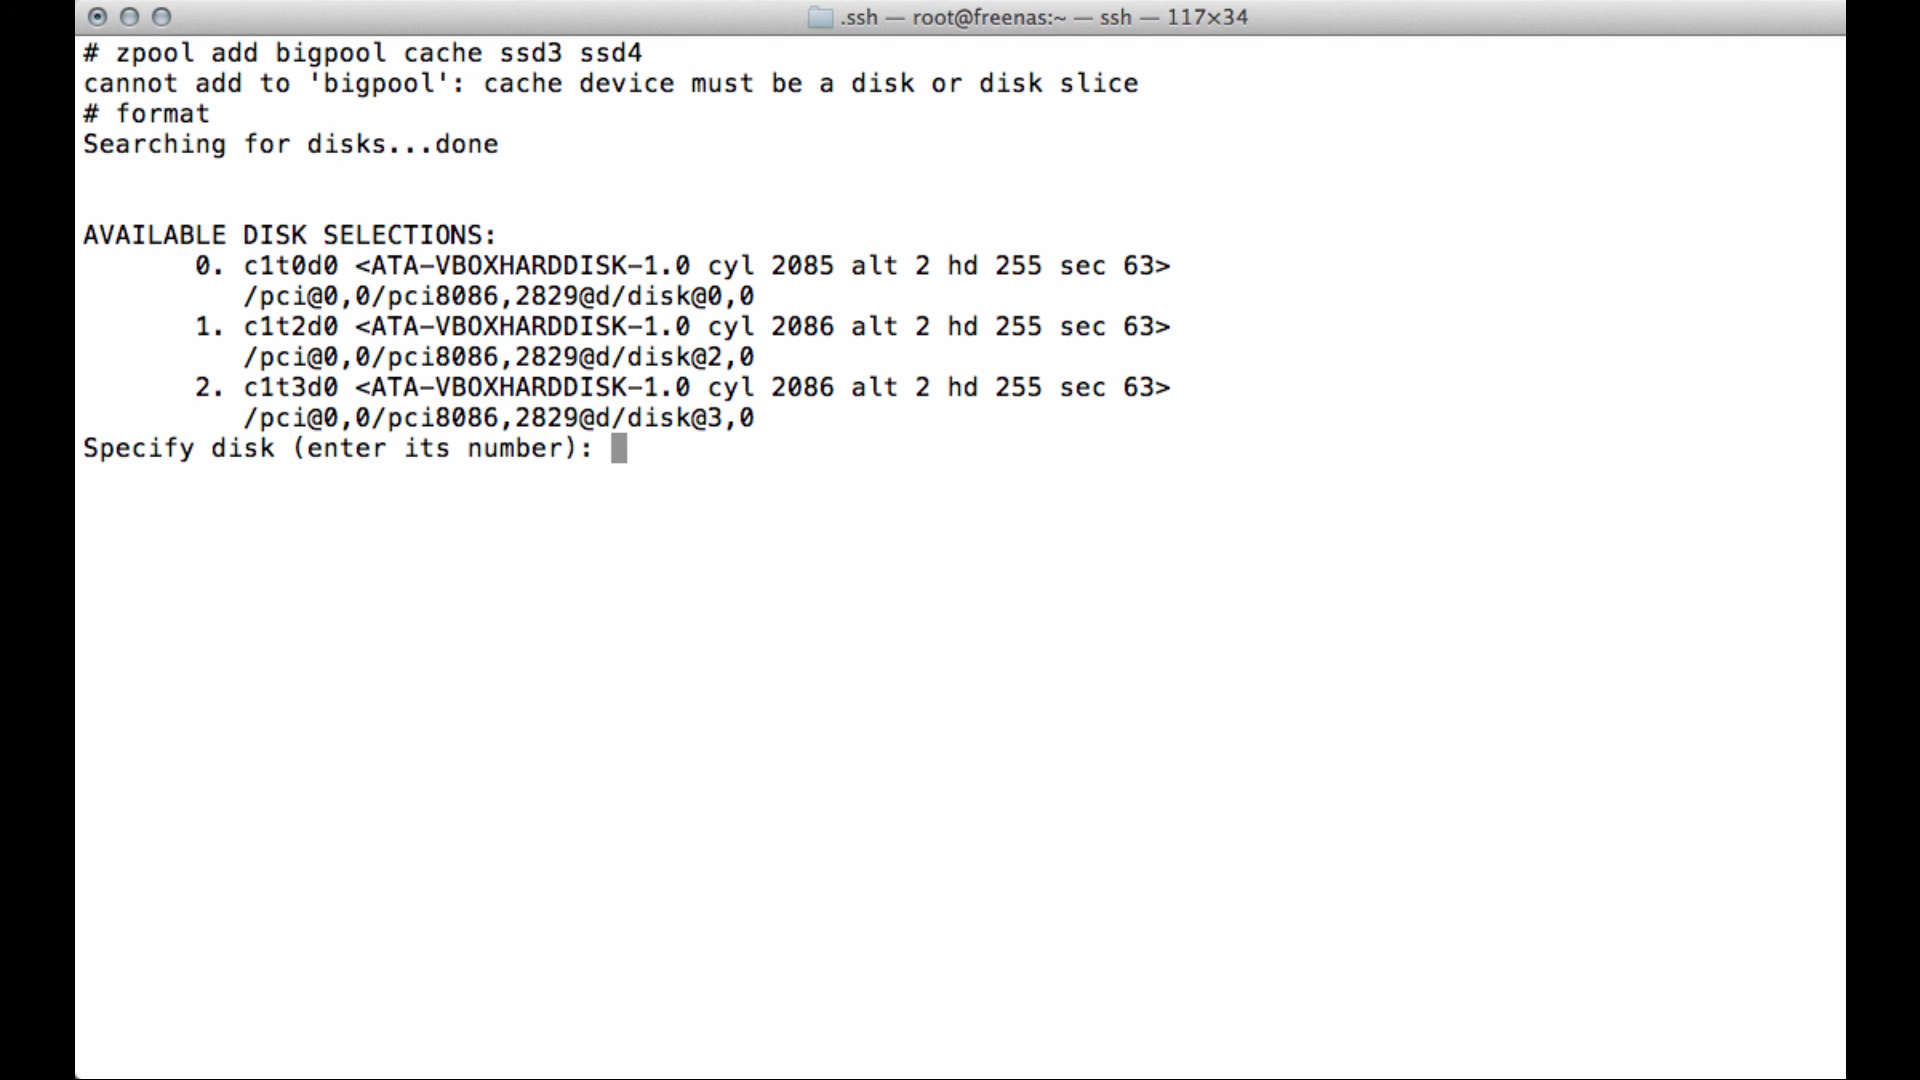 .ssh — root@freenas:~ — ssh — 117×34
# zpool add bigpool cache ssd3 ssd4
cannot add to 'bigpool': cache device must be a disk or disk slice
# format
Searching for disks...done
AVAILABLE DISK SELECTIONS:
0. c1t0d0 <ATA-VBOXHARDDISK-1.0 cyl 2085 alt 2 hd 255 sec 63>
/pci@0,0/pci8086,2829@d/disk@0,0
1. c1t2d0 <ATA-VBOXHARDDISK-1.0 cyl 2086 alt 2 hd 255 sec 63>
/pci@0,0/pci8086,2829@d/disk@2,0
2. c1t3d0 <ATA-VBOXHARDDISK-1.0 cyl 2086 alt 2 hd 255 sec 63>
/pci@0,0/pci8086,2829@d/disk@3,0
Specify disk (enter its number):